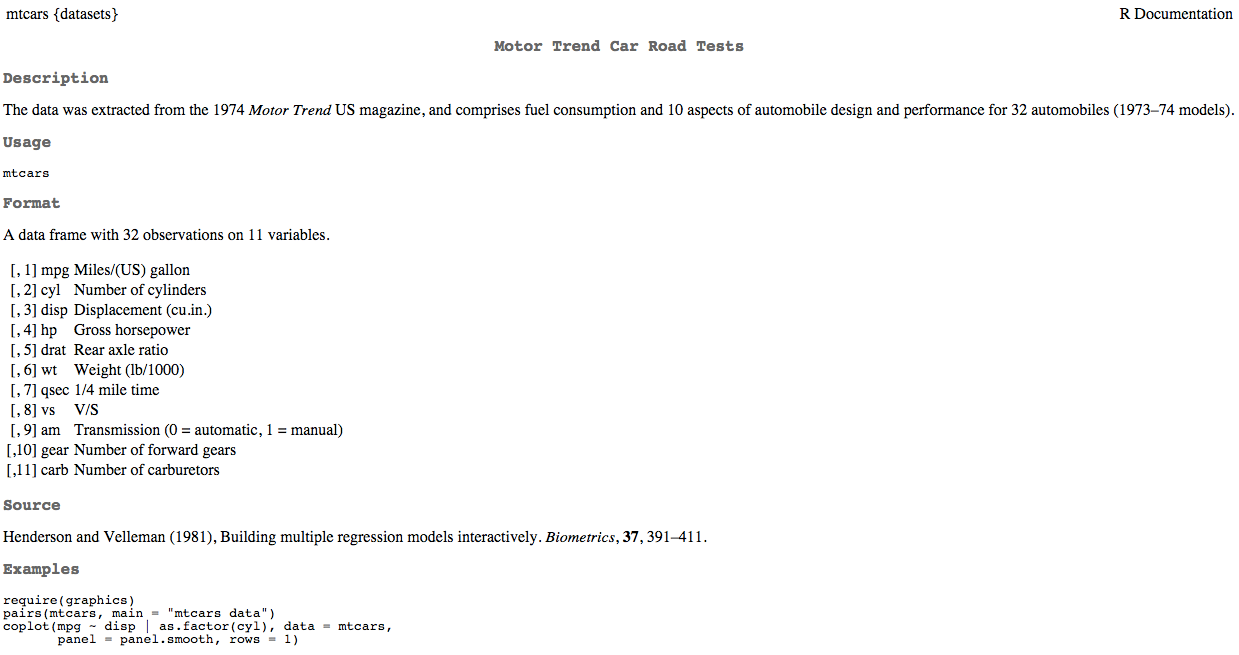 mtcars {datasets} R Documentation
Motor Trend Car Road Tests
Description
The data was extracted from the 1974 Motor Trend US magazine, and comprises fuel consumption and 10 aspects of automobile design and performance for 32 automobiles (1973–74 models).
Usage
mtcars
Format
A data frame with 32 observations on 11 variables.
[, 1] mpg Miles/(US) gallon
[, 2] cyl Number of cylinders
[, 3] disp Displacement (cu.in.)
[, 4] hp Gross horsepower
[, 5] drat Rear axle ratio
[, 6] wt Weight (lb/1000)
[, 7] qsec 1/4 mile time
[, 8] vs V/S
[, 9] am Transmission (0 = automatic, 1 = manual)
[,10] gear Number of forward gears
[,11] carb Number of carburetors
Source
Henderson and Velleman (1981), Building multiple regression models interactively. Biometrics, 37, 391–411.
Examples
require(graphics)
pairs(mtcars, main = "mtcars data")
coplot(mpg ~ disp | as.factor(cyl), data = mtcars,
       panel = panel.smooth, rows = 1)